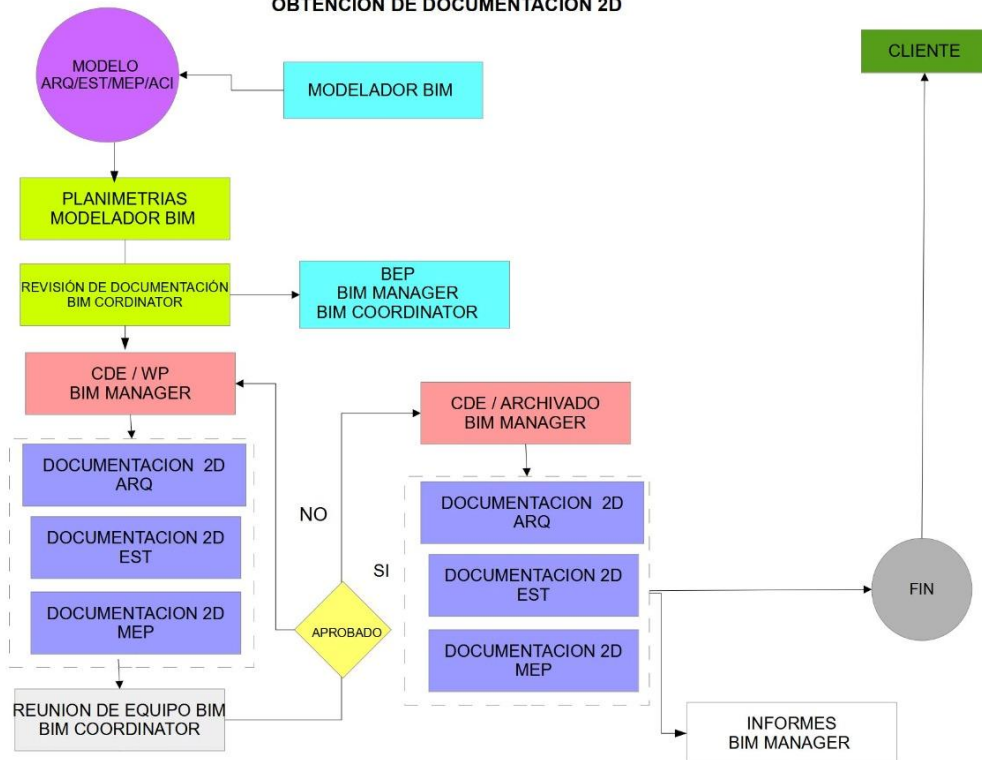 OBTENCION DE DOCUMENTACION 2D
MODELO
ARQ/EST/MEP/ACI
MODELADOR BIM
CLIENTE
PLANIMETRIAS
MODELADOR BIM
REVISIÓN DE DOCUMENTACIÓN
BIM CORDINATOR
BEP
BIM MANAGER
BIM COORDINATOR
CDE / WP
BIM MANAGER
CDE / ARCHIVADO
BIM MANAGER
DOCUMENTACION 2D
ARQ
DOCUMENTACION 2D
EST
DOCUMENTACION 2D
MEP
NO
SI
APROBADO
DOCUMENTACION 2D
ARQ
DOCUMENTACION 2D
EST
DOCUMENTACION 2D
MEP
FIN
REUNION DE EQUIPO BIM
BIM COORDINATOR
INFORMES
BIM MANAGER